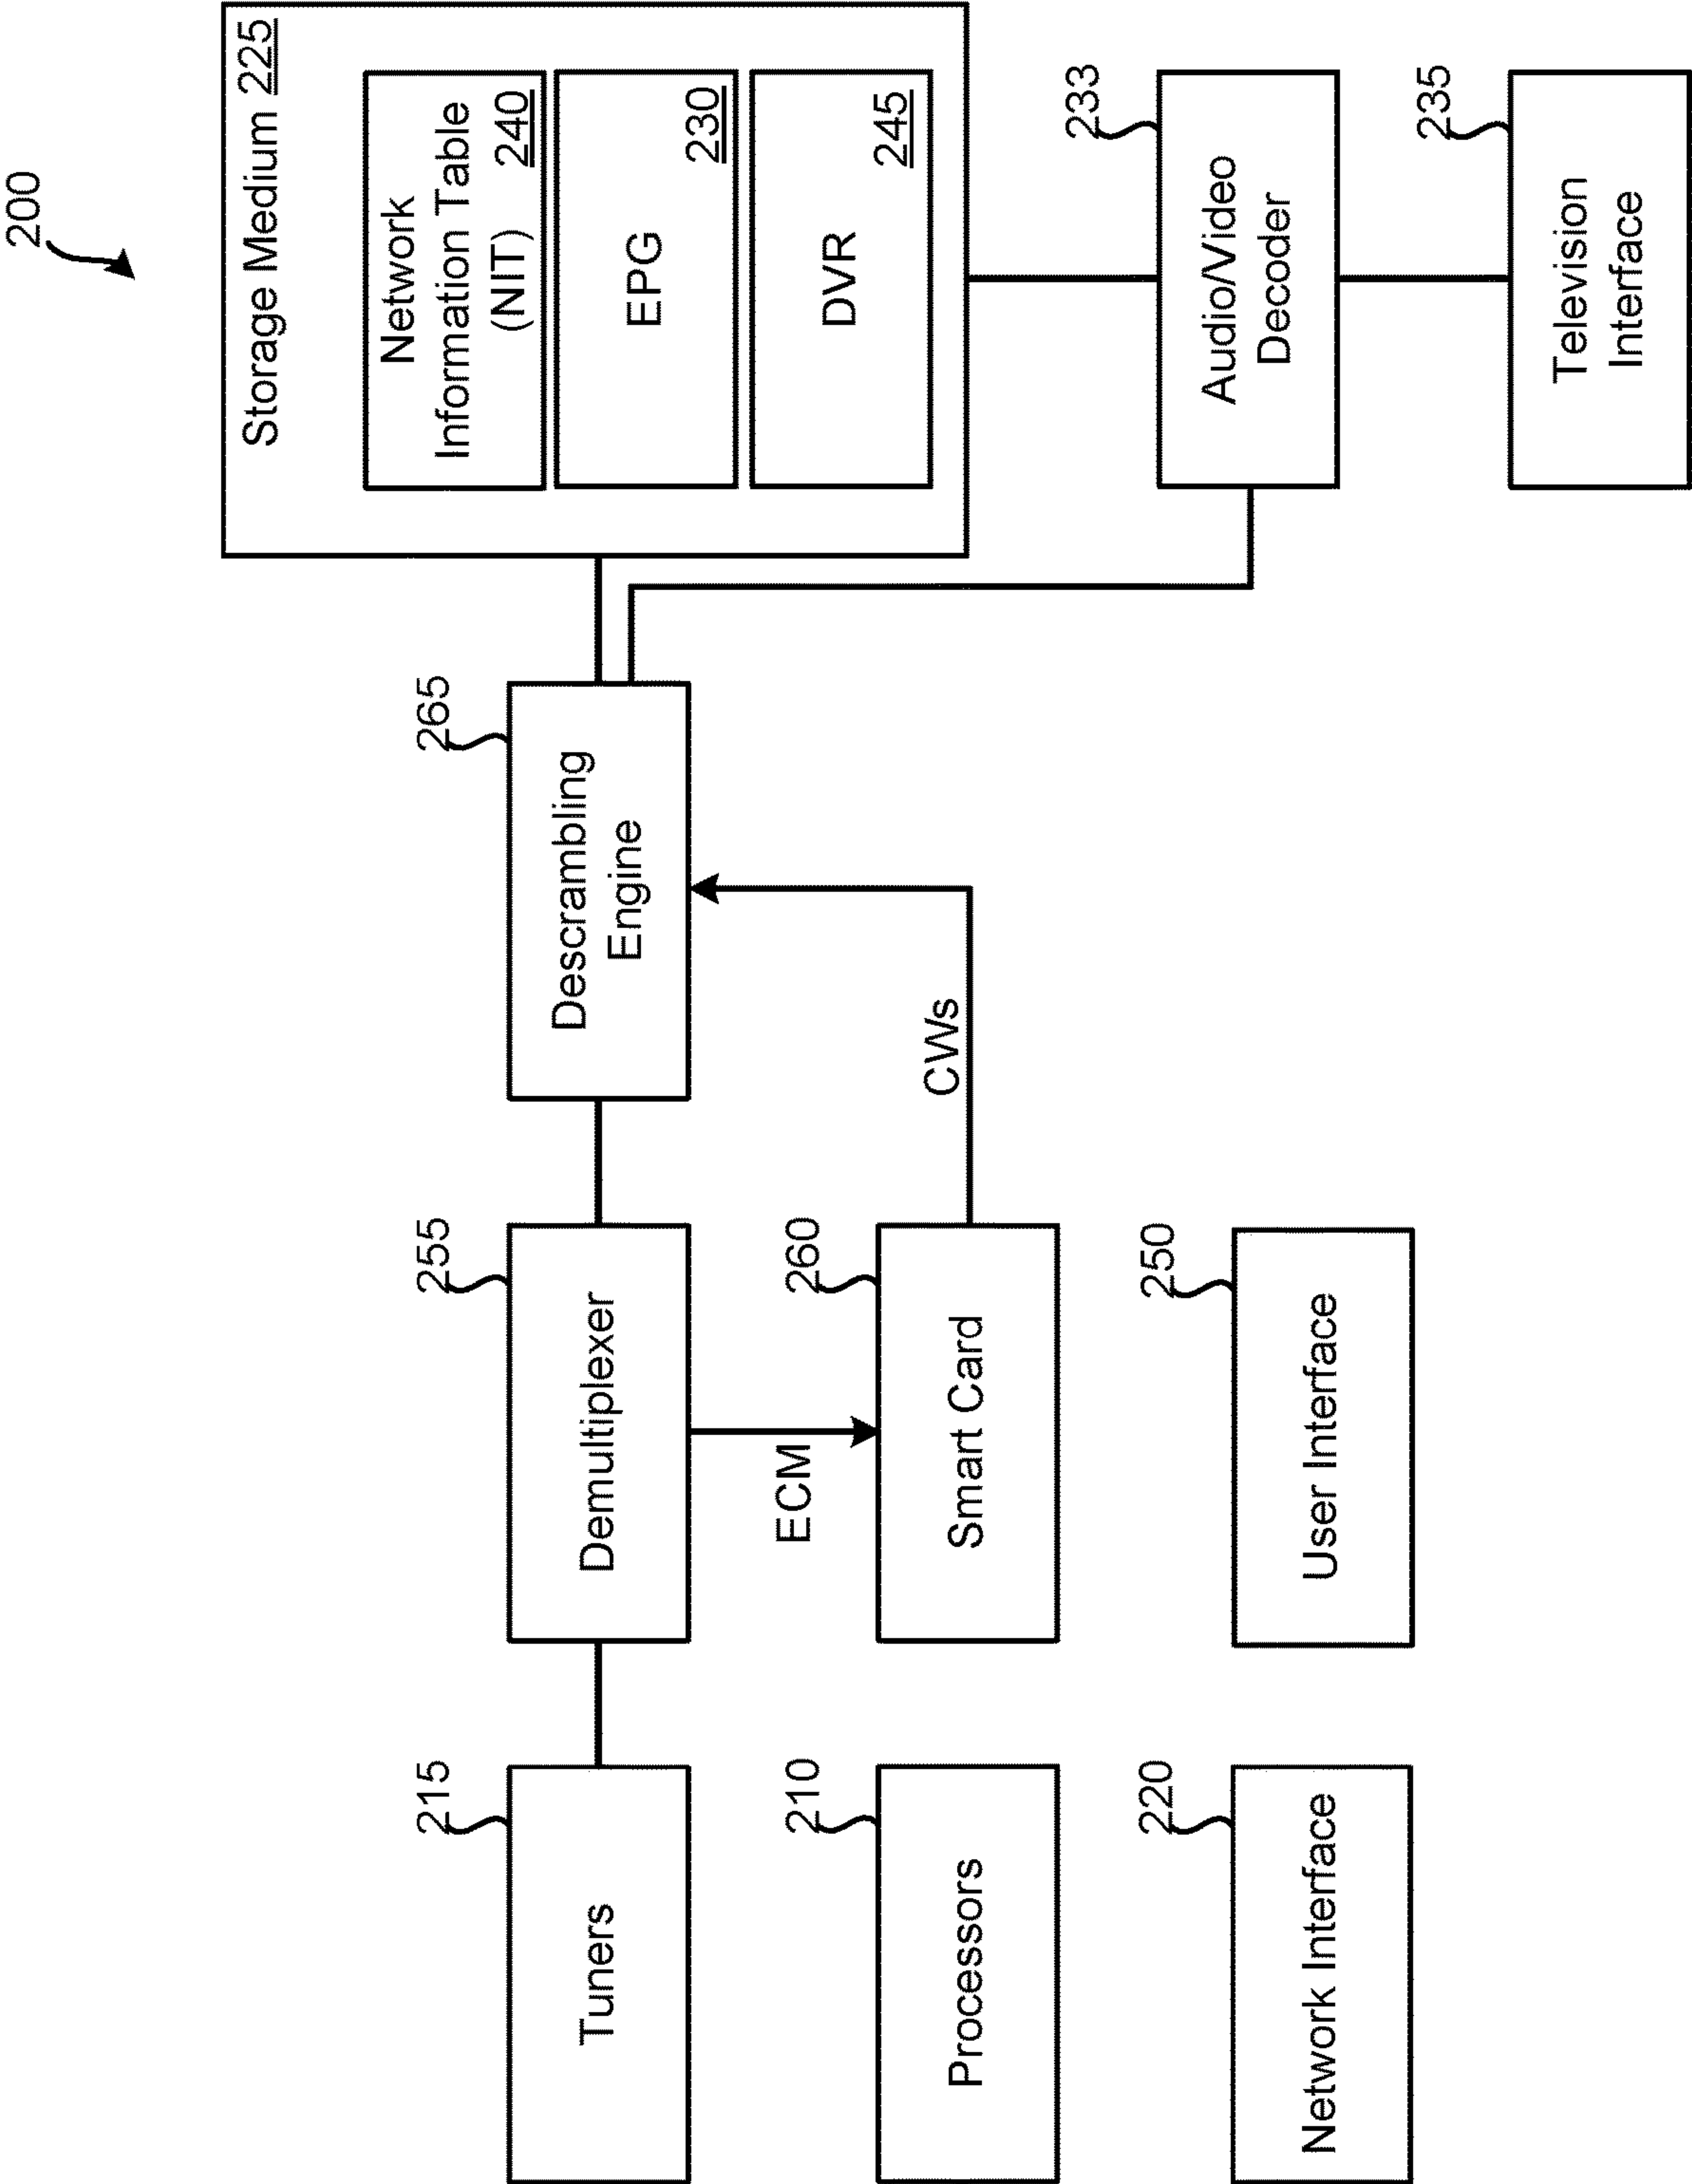 200
215
Tuners
255
Demultiplexer
265
Descrambling
Engine
Storage Medium 225
Network
Information Table
(NIT) 240
EPG
230
DVR
245
ECM
CWs
210
Processors
260
Smart Card
233
Audio/Video
Decoder
220
Network Interface
250
User Interface
235
Television
Interface